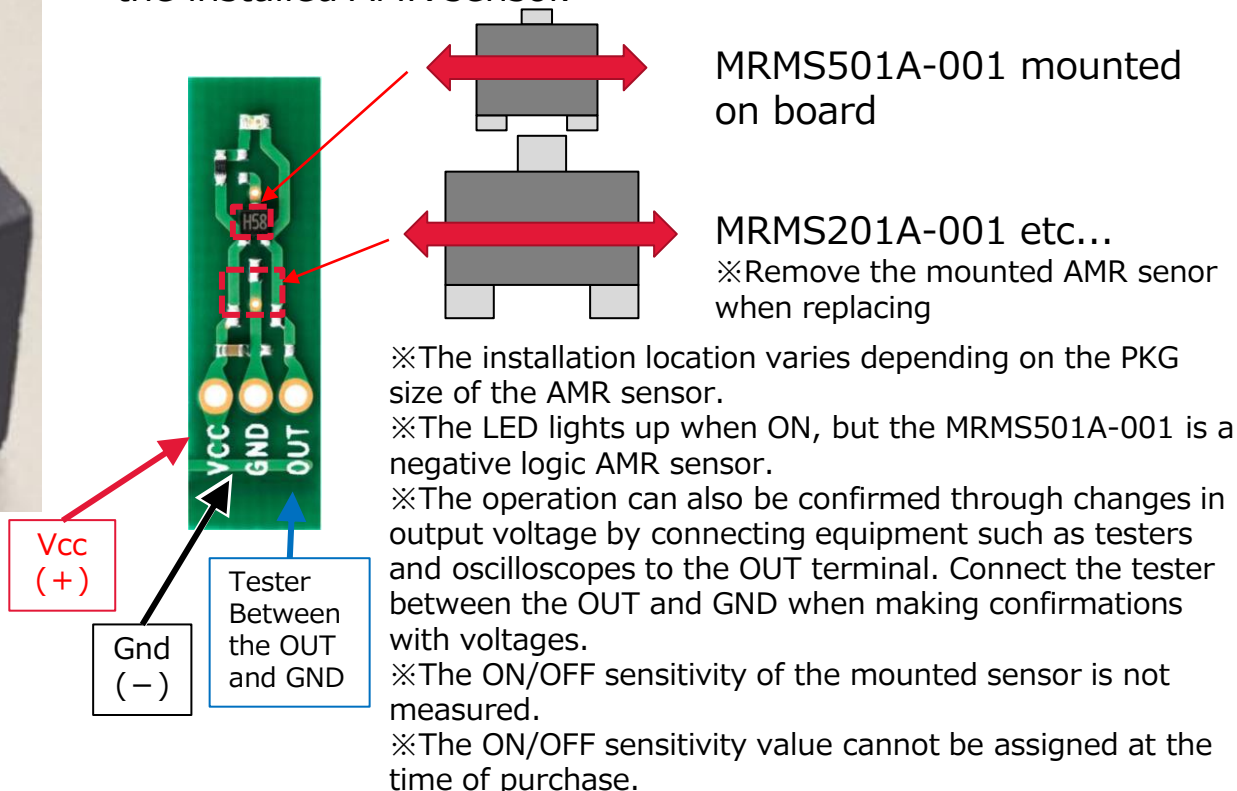 the installed AMR sensor.
MRMS501A-001 mounted
on board
H58
MRMS201A-001 etc...
※Remove the mounted AMR senor
when replacing
※The installation location varies depending on the PKG
size of the AMR sensor.
※The LED lights up when ON, but the MRMS501A-001 is a
negative logic AMR sensor.
※The operation can also be confirmed through changes in
output voltage by connecting equipment such as testers
and oscilloscopes to the OUT terminal. Connect the tester
between the OUT and GND when making confirmations
with voltages.
※The ON/OFF sensitivity of the mounted sensor is not
measured.
※The ON/OFF sensitivity value cannot be assigned at the
time of purchase.
VCC
GND
OUT
Vcc
(+)
Gnd
(−)
Tester
Between
the OUT
and GND